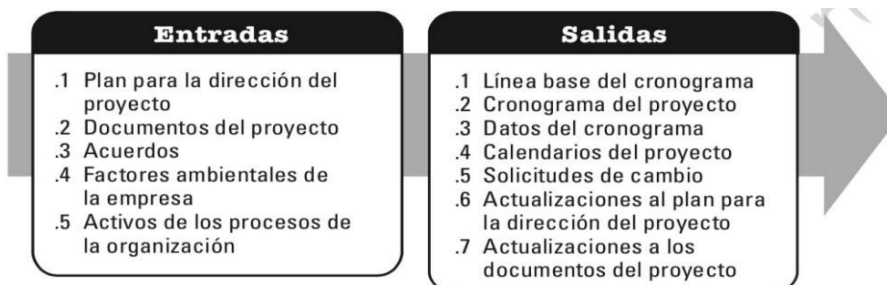 Entradas
.1 Plan para la dirección del
proyecto
.2 Documentos del proyecto
.3 Acuerdos
.4 Factores ambientales de
la empresa
.5 Activos de los procesos de
la organización
Salidas
.1 Línea base del cronograma
.2 Cronograma del proyecto
.3 Datos del cronograma
.4 Calendarios del proyecto
.5 Solicitudes de cambio
.6 Actualizaciones al plan para
la dirección del proyecto
.7 Actualizaciones a los
documentos del proyecto